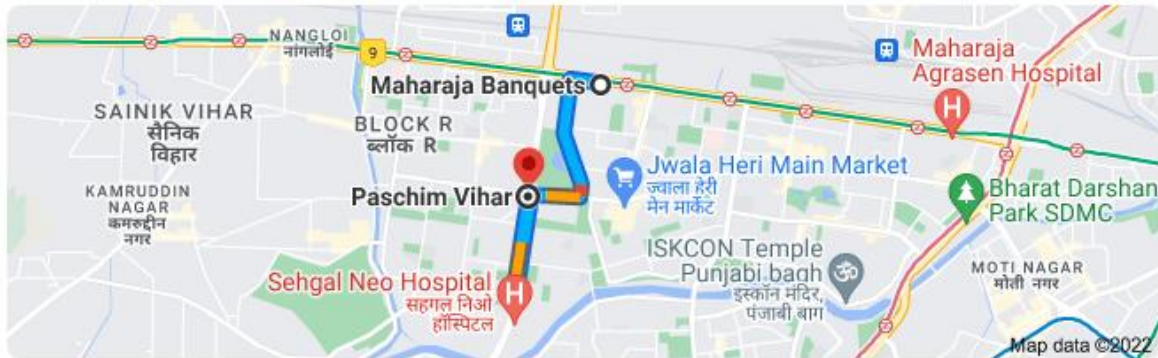 NANGLOI
नांगलोई
9
Maharaja
Agrasen Hospital
Maharaja Banquets
SAINIK VIHAR
सैनिक
विहार
BLOCK R
ब्लॉक R
Jwala Heri Main Market
ज्वाला हेरी
मेन मार्केट
KAMRUDDIN
NAGAR
कमरुद्दीन
नगर
Paschim Vihar
Bharat Darshan
Park SDMC
ISKCON Temple
Punjabi bagh
इस्कॉन मंदिर,
पंजाबी बाग
Sehgal Neo Hospital
सहगल निओ
हॉस्पिटल
H
H
ॐ
MOTI NAGAR
मोती नगर
Map data ©2022